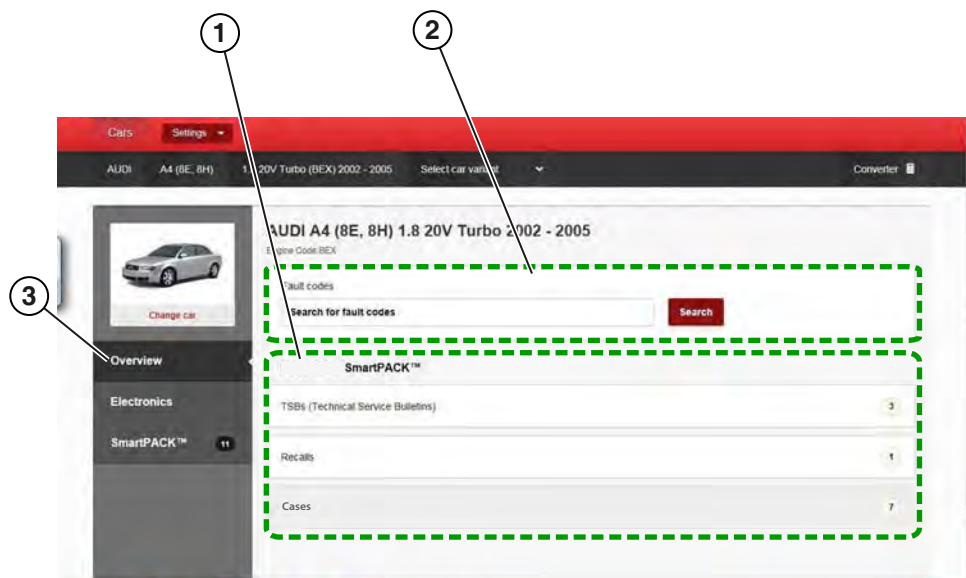 1
2
Cars Settings
AUDI A4 (8E, 8H) 1.8 20V Turbo (BEX) 2002 - 2005 Select car variant Converter
AUDI A4 (8E, 8H) 1.8 20V Turbo 2002 - 2005
Engine Code BEX
Fault codes
3
Search for fault codes Search
Change car
Overview
SmartPACK™
Electronics
TSBs (Technical Service Bulletins) 3
SmartPACK™ 11
Recalls 1
Cases 7